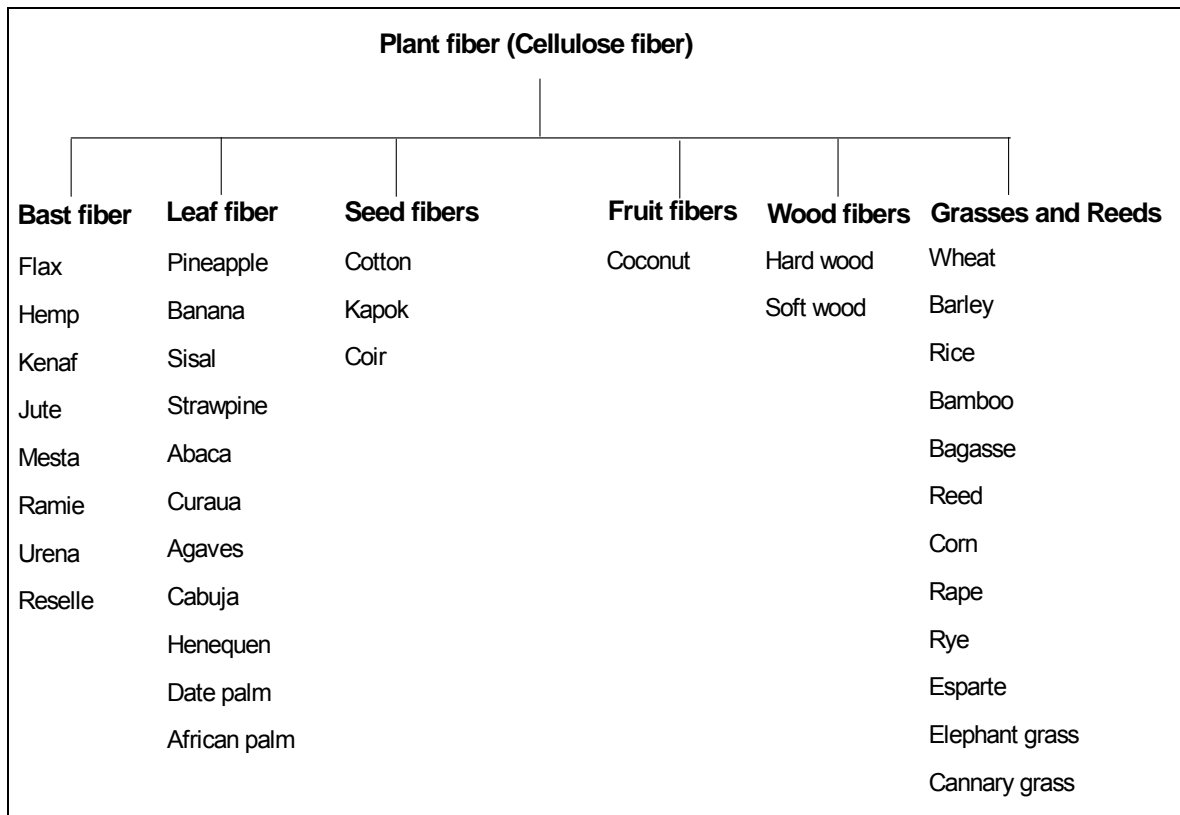 Plant fiber (Cellulose fiber)
Bast fiber
Flax
Hemp
Kenaf
Jute
Mesta
Ramie
Urena
Reselle
Leaf fiber
Pineapple
Banana
Sisal
Strawpine
Abaca
Curaua
Agaves
Cabuja
Henequen
Date palm
African palm
Seed fibers
Cotton
Kapok
Coir
Fruit fibers
Coconut
Wood fibers
Hard wood
Soft wood
Grasses and Reeds
Wheat
Barley
Rice
Bamboo
Bagasse
Reed
Corn
Rape
Rye
Esparte
Elephant grass
Cannary grass